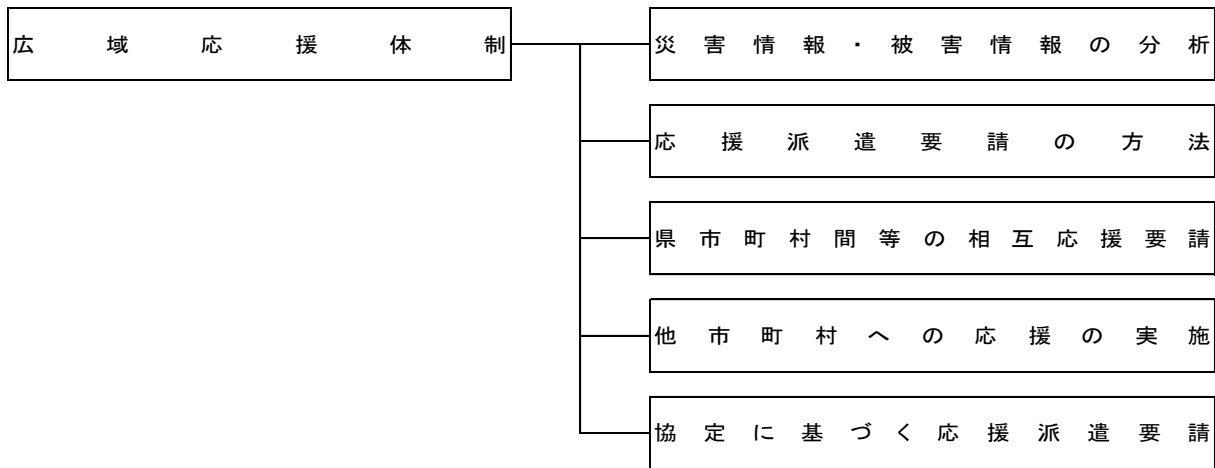 広域応援体制
災害情報・被害情報の分析
応援派遣要請の方法
県市町村間等の相互応援要請
他市町村への応援の実施
協定に基づく応援派遣要請